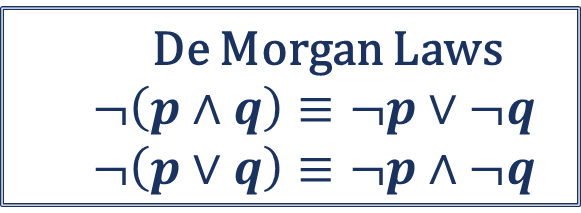 De Morgan Laws
¬(p ∧ q) ≡ ¬p ∨ ¬q
¬(p ∨ q) ≡ ¬p ∧ ¬q